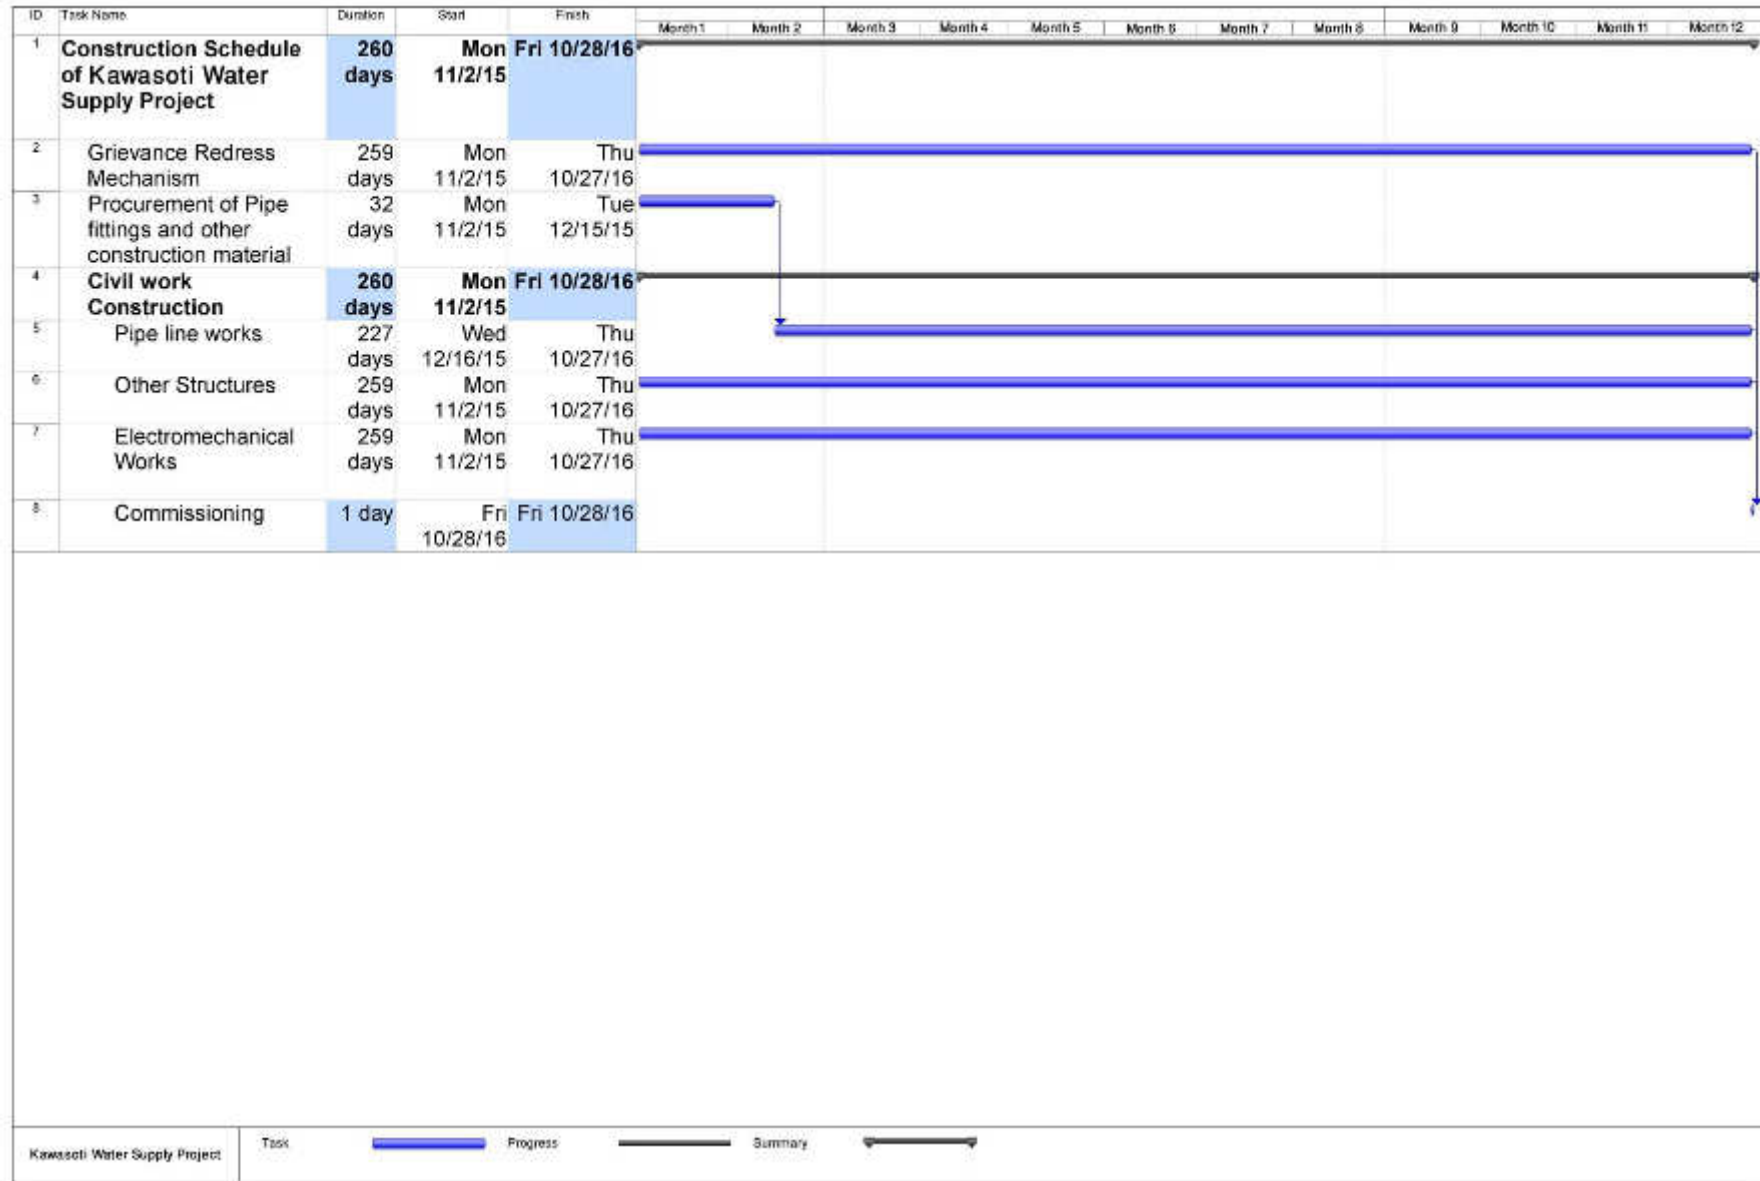 ID Task Name Duration Start Finish
Month 1 Month 2 Month 3 Month 4 Month 5 Month 6 Month 7 Month 8 Month 9 Month 10 Month 11 Month 12
1 Construction Schedule 260 Mon Fri 10/28/16
of Kawasoti Water days 11/2/15
Supply Project
2 Grievance Redress 259 Mon Thu
Mechanism days 11/2/15 10/27/16
3 Procurement of Pipe 32 Mon Tue
fittings and other days 11/2/15 12/15/15
construction material
4 Civil work 260 Mon Fri 10/28/16
Construction days 11/2/15
5 Pipe line works 227 Wed Thu
days 12/16/15 10/27/16
6 Other Structures 259 Mon Thu
days 11/2/15 10/27/16
7 Electromechanical 259 Mon Thu
Works days 11/2/15 10/27/16
8 Commissioning 1 day Fri Fri 10/28/16
10/28/16
Kawasoti Water Supply Project
Task Progress Summary